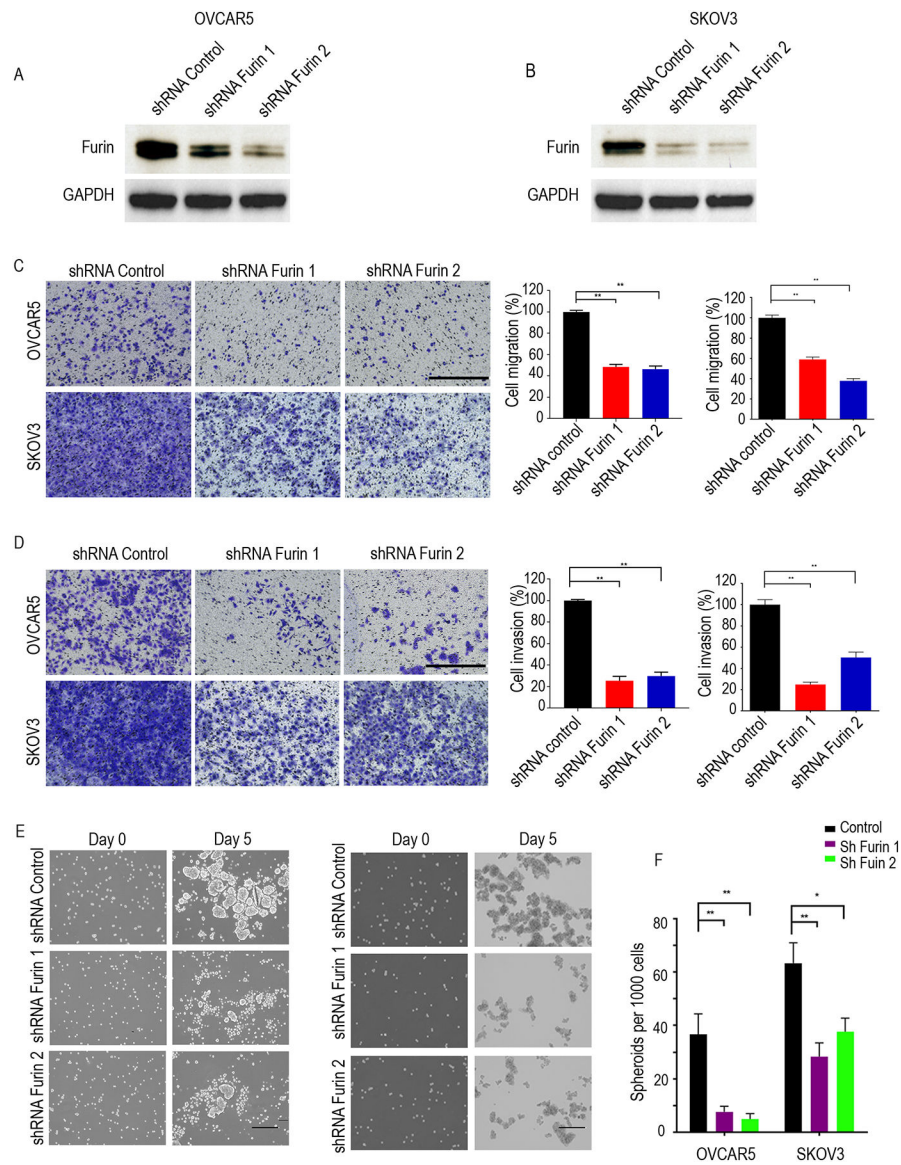 OVCAR5
SKOV3
A
shRNA Control
shRNA Furin 1
shRNA Furin 2
Furin
GAPDH
B
shRNA Control
shRNA Furin 1
shRNA Furin 2
Furin
GAPDH
C
shRNA Control
shRNA Furin 1
shRNA Furin 2
OVCAR5
SKOV3
Cell migration (%)
120
100
80
60
40
20
0
**
**
shRNA control
shRNA Furin 1
shRNA Furin 2
Cell migration (%)
120
100
80
60
40
20
0
**
**
shRNA control
shRNA Furin 1
shRNA Furin 2
D
shRNA Control
shRNA Furin 1
shRNA Furin 2
OVCAR5
SKOV3
Cell invasion (%)
120
100
80
60
40
20
0
**
**
shRNA control
shRNA Furin 1
shRNA Furin 2
Cell invasion (%)
120
100
80
60
40
20
0
**
**
shRNA control
shRNA Furin 1
shRNA Furin 2
E
Day 0
Day 5
shRNA Control
shRNA Furin 1
shRNA Furin 2
Day 0
Day 5
shRNA Control
shRNA Furin 1
shRNA Furin 2
F
Control
Sh Furin 1
Sh Fuin 2
Spheroids per 1000 cells
80
60
40
20
0
**
**
*
**
OVCAR5
SKOV3